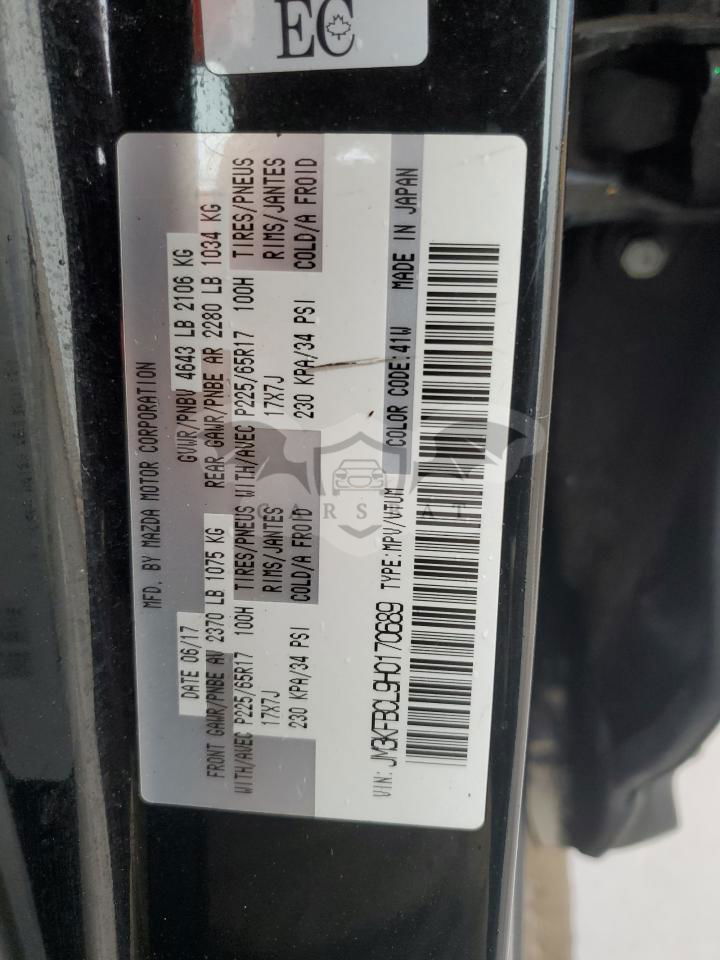 EC
MFD. BY MAZDA MOTOR CORPORATION
DATE 06/17 GVWR/PNBV 4643 LB 2106 KG
FRONT GAWR/PNBE AV 2370 LB 1075 KG REAR GAWR/PNBE AR 2280 LB 1034 KG
WITH/AVEC P225/65R17 100H TIRES/PNEUS WITH/AVEC P225/65R17 100H TIRES/PNEUS
17X7J RIMS/JANTES 17X7J RIMS/JANTES
230 KPA/34 PSI COLD/A FROID 230 KPA/34 PSI COLD/A FROID
VIN: JM3KFBCL9H0170689 TYPE:MPV/VTUM COLOR CODE:41W MADE IN JAPAN